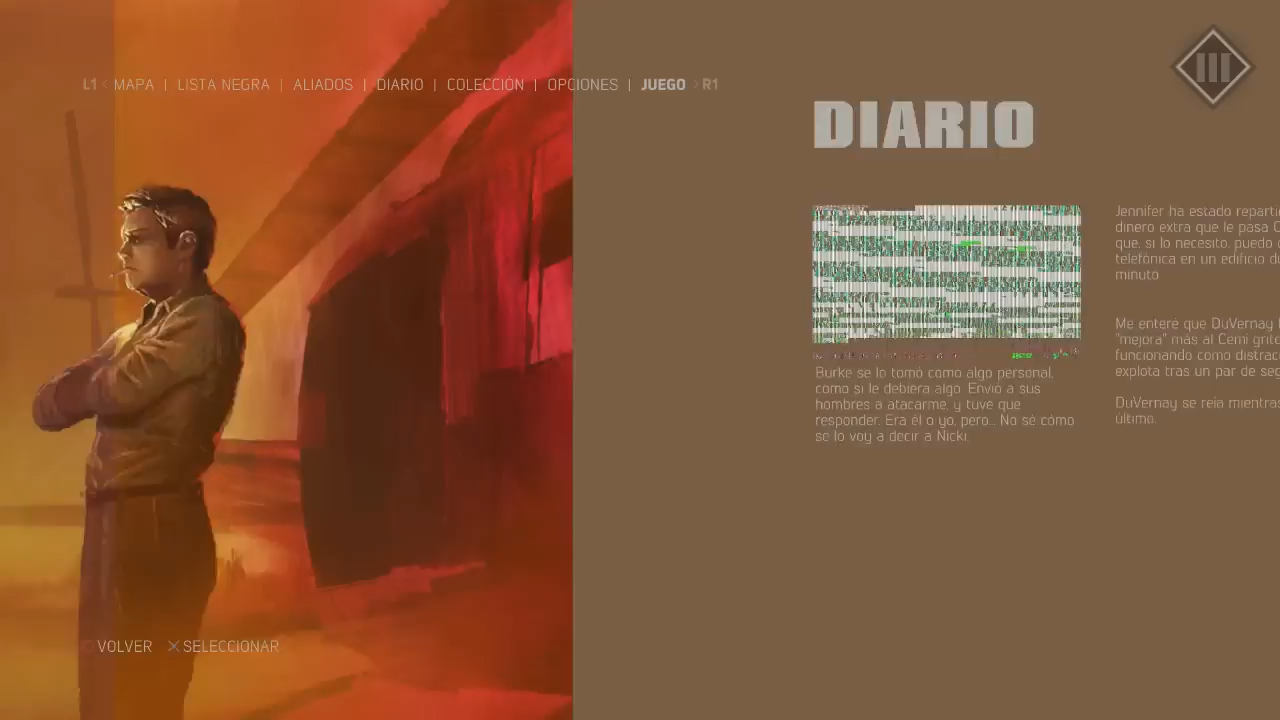 L1 < MAPA | LISTA NEGRA | ALIADOS | DIARIO | COLECCIÓN | OPCIONES | JUEGO > R1
III
DIARIO
Burke se lo tomó como algo personal,
como si le debiera algo. Envió a sus
hombres a atacarme, y tuve que
responder. Era él o yo, pero... No sé cómo
se lo voy a decir a Nicki.
Jennifer ha estado reparti
dinero extra que le pasa
que, si lo necesito, puedo
telefónica en un edificio du
minuto
Me enteré que DuVernay
"mejora" más al Cemi grit
funcionando como distrac
explota tras un par de seg
DuVernay se reía mientras
último.
VOLVER
SELECCIONAR